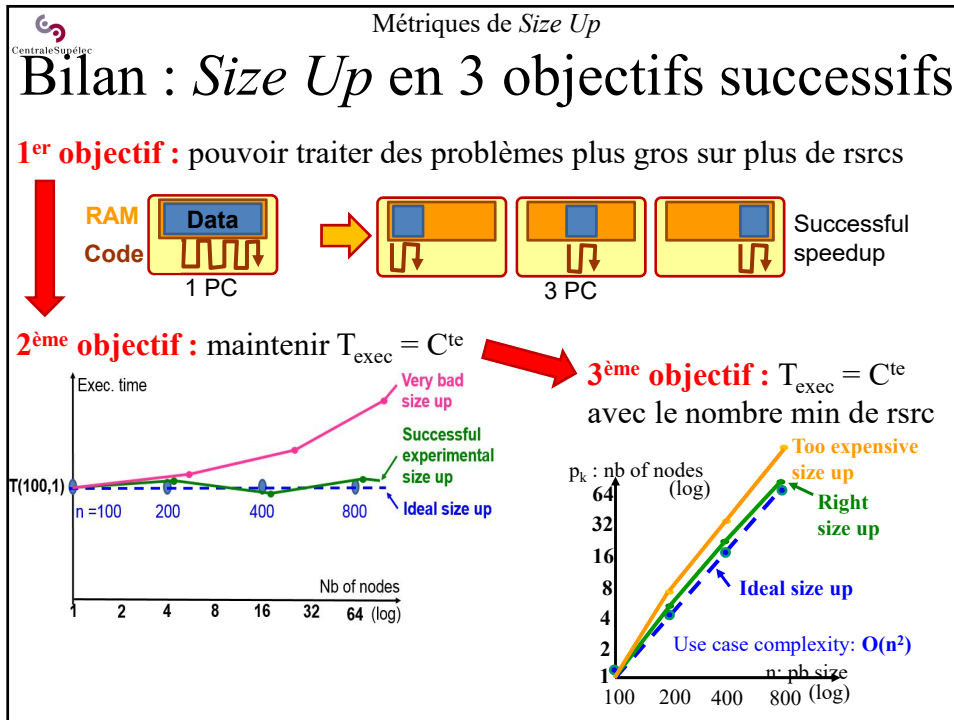 Métriques de Size Up
CentraleSupélec
Bilan : Size Up en 3 objectifs successifs
1er objectif : pouvoir traiter des problèmes plus gros sur plus de rsrcs
RAM
Data
Code
1 PC
3 PC
Successful
speedup
2ème objectif : maintenir Texec = Cte
Exec. time
Very bad
size up
Successful
experimental
size up
Ideal size up
T(100,1)
n =100 200 400 800
Nb of nodes
1 2 4 8 16 32 64 (log)
3ème objectif : Texec = Cte
avec le nombre min de rsrc
Too expensive
size up
pk : nb of nodes
(log)
Right
size up
Ideal size up
64
32
16
8
4
2
1
Use case complexity: O(n2)
n: pb size
100 200 400 800 (log)